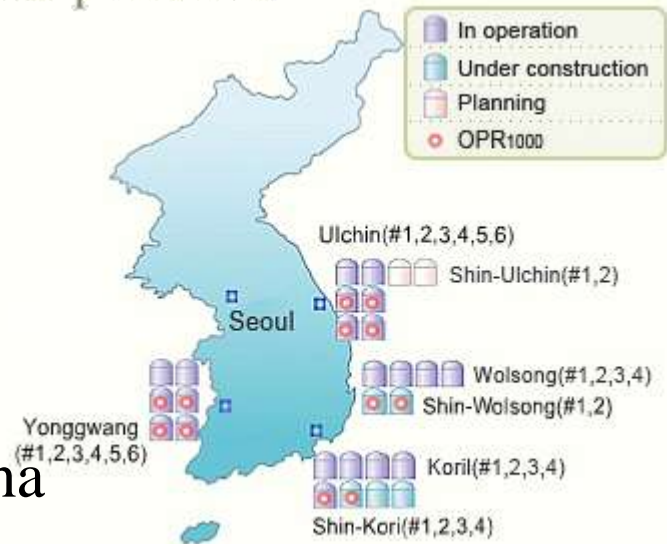 In operation
Under construction
Planning
OPR1000
Ulchin(#1,2,3,4,5,6)
Shin-Ulchin(#1,2)
Seoul
Wolsong(#1,2,3,4)
Shin-Wolsong(#1,2)
Yonggwang
(#1,2,3,4,5,6)
Koril(#1,2,3,4)
Shin-Kori(#1,2,3,4)
na